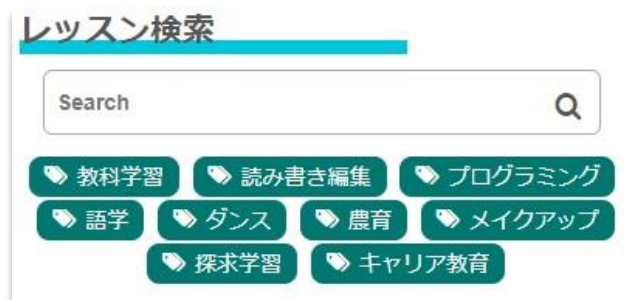 レッスン検索
Search
教科学習 読み書き編集 プログラミング
語学 ダンス 農育 メイクアップ
探求学習 キャリア教育